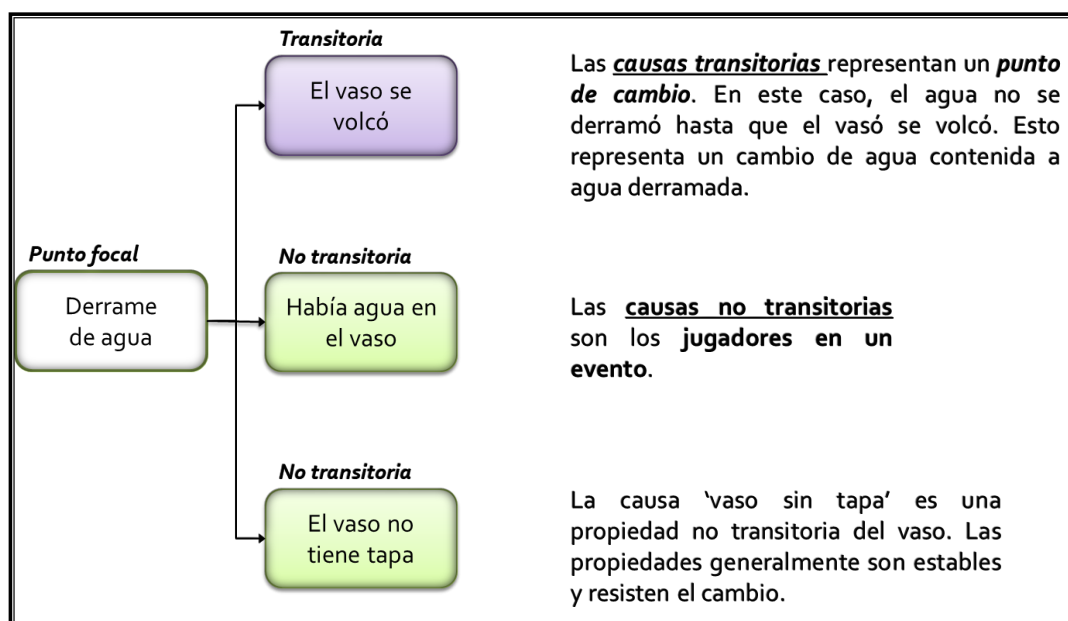 Transitoria
El vaso se
volcó
Las causas transitorias representan un punto
de cambio. En este caso, el agua no se
derramó hasta que el vasó se volcó. Esto
representa un cambio de agua contenida a
agua derramada.
Punto focal
Derrame
de agua
No transitoria
Había agua en
el vaso
Las causas no transitorias
son los jugadores en un
evento.
No transitoria
El vaso no
tiene tapa
La causa ‘vaso sin tapa’ es una
propiedad no transitoria del vaso. Las
propiedades generalmente son estables
y resisten el cambio.